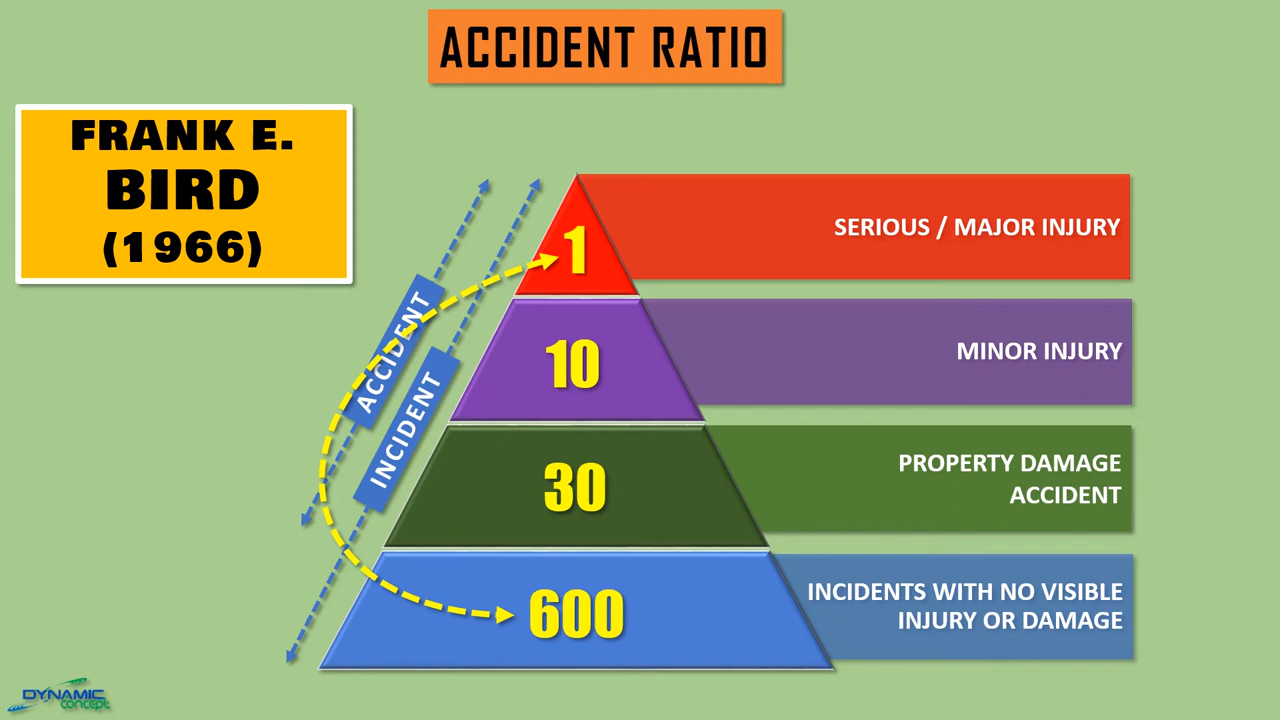 ACCIDENT RATIO
FRANK E.
BIRD
(1966)
ACCIDENT
INCIDENT
1
SERIOUS / MAJOR INJURY
10
MINOR INJURY
30
PROPERTY DAMAGE
ACCIDENT
600
INCIDENTS WITH NO VISIBLE
INJURY OR DAMAGE
DYNAMIC
concept